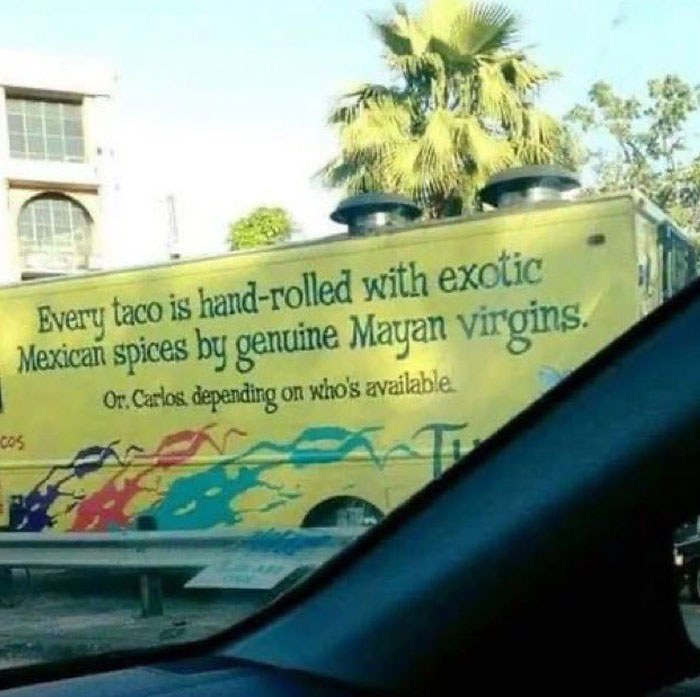 Every taco is hand-rolled with exotic
Mexican spices by genuine Mayan virgins.
Or, Carlos, depending on who's available.
cos
Tu